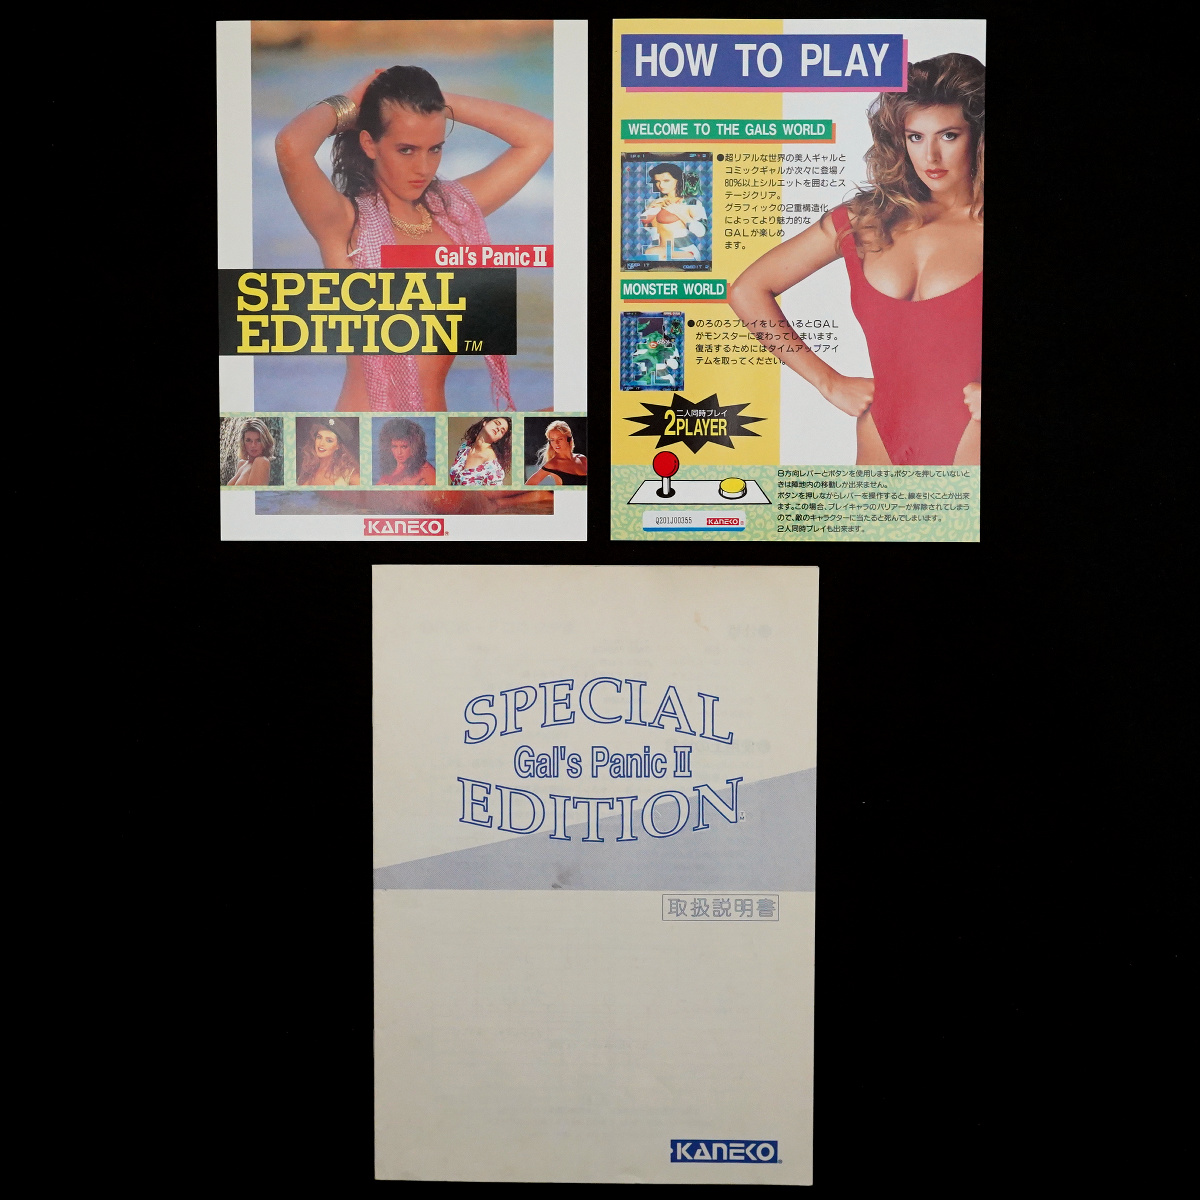 Gal's Panic II
SPECIAL
EDITION TM
KANEKO
HOW TO PLAY
WELCOME TO THE GALS WORLD
●超リアルな世界の美人ギャルと
コミックギャルが次々に登場!
80%以上シルエットを囲むとス
テージクリア。
グラフィックの2重構造化
によってより魅力的な
GALが楽しめ
ます。
MONSTER WORLD
●のろのろプレイをしているとGAL
がモンスターに変わってしまいます。
復活するためにはタイムアップアイ
テムを取ってください。
二人同時プレイ
2PLAYER
8方向レバーとボタンを使用します。ボタンを押していないと
きは陣地内の移動しか出来ません。
ボタンを押しながらレバーを操作すると、線を引くことが出来
ます。この場合、プレイキャラのバリアーが解除されてしまう
ので、敵のキャラクターに当たると死んでしまいます。
2人同時プレイも出来ます。
Q201J00355 KANEKO
SPECIAL
Gal's Panic II
EDITION TM
取扱説明書
KANEKO